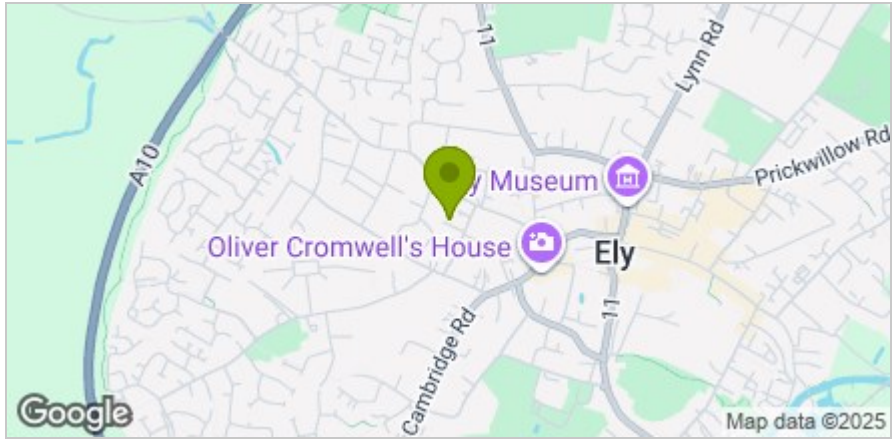 11
Lynn Rd
A10
Prickwillow Rd
y Museum
Oliver Cromwell's House
Ely
11
Cambridge Rd
Google
Map data ©2025